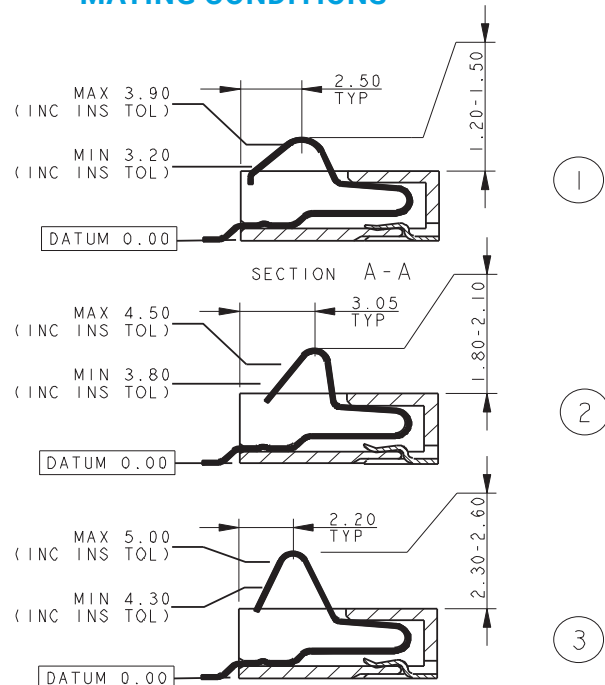 MATING CONDITIONS
MAX 3.90
(INC INS TOL)
2.50
TYP
1.20-1.50
MIN 3.20
(INC INS TOL)
1
DATUM 0.00
SECTION A-A
MAX 4.50
(INC INS TOL)
3.05
TYP
1.80-2.10
MIN 3.80
(INC INS TOL)
2
DATUM 0.00
MAX 5.00
(INC INS TOL)
2.20
TYP
2.30-2.60
MIN 4.30
(INC INS TOL)
3
DATUM 0.00